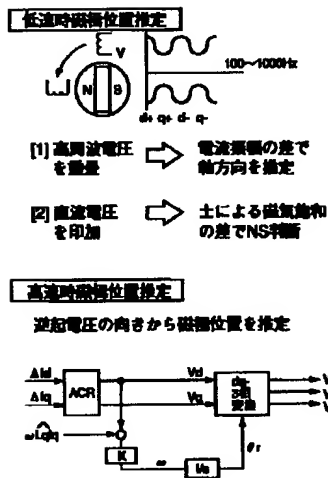 低速時磁極位置推定
V
N S
100～1000Hz
d+ q+ d- q-
[1] 高周波電圧
を重畳
電流振幅の差で
軸方向を推定
[2] 直流電圧
を印加
±による磁気飽和
の差でNS判断
高速時磁極位置推定
逆起電圧の向きから磁極位置を推定
ΔId
Vd
ΔIq
ACR
Vq
dq-
3相
変換
V
V
V
K
ω
1/s
θr